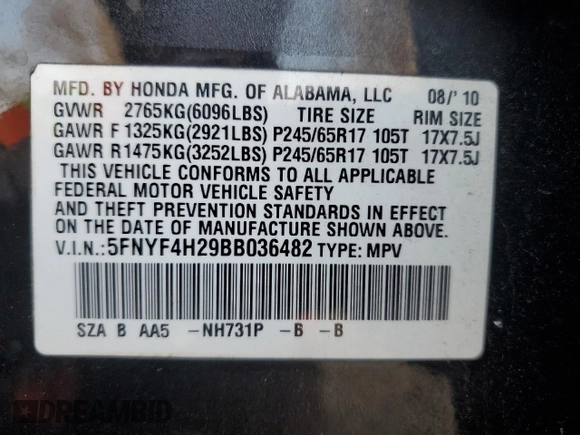 MFD. BY HONDA MFG. OF ALABAMA, LLC 08/'10
GVWR 2765KG(6096LBS) TIRE SIZE RIM SIZE
GAWR F 1325KG(2921LBS) P245/65R17 105T 17X7.5J
GAWR R1475KG(3252LBS) P245/65R17 105T 17X7.5J
THIS VEHICLE CONFORMS TO ALL APPLICABLE
FEDERAL MOTOR VEHICLE SAFETY
AND THEFT PREVENTION STANDARDS IN EFFECT
ON THE DATE OF MANUFACTURE SHOWN ABOVE.
V.I.N.: 5FNYF4H29BB036482 TYPE: MPV
SZA B AA5 -NH731P -B -B
DREAMBID